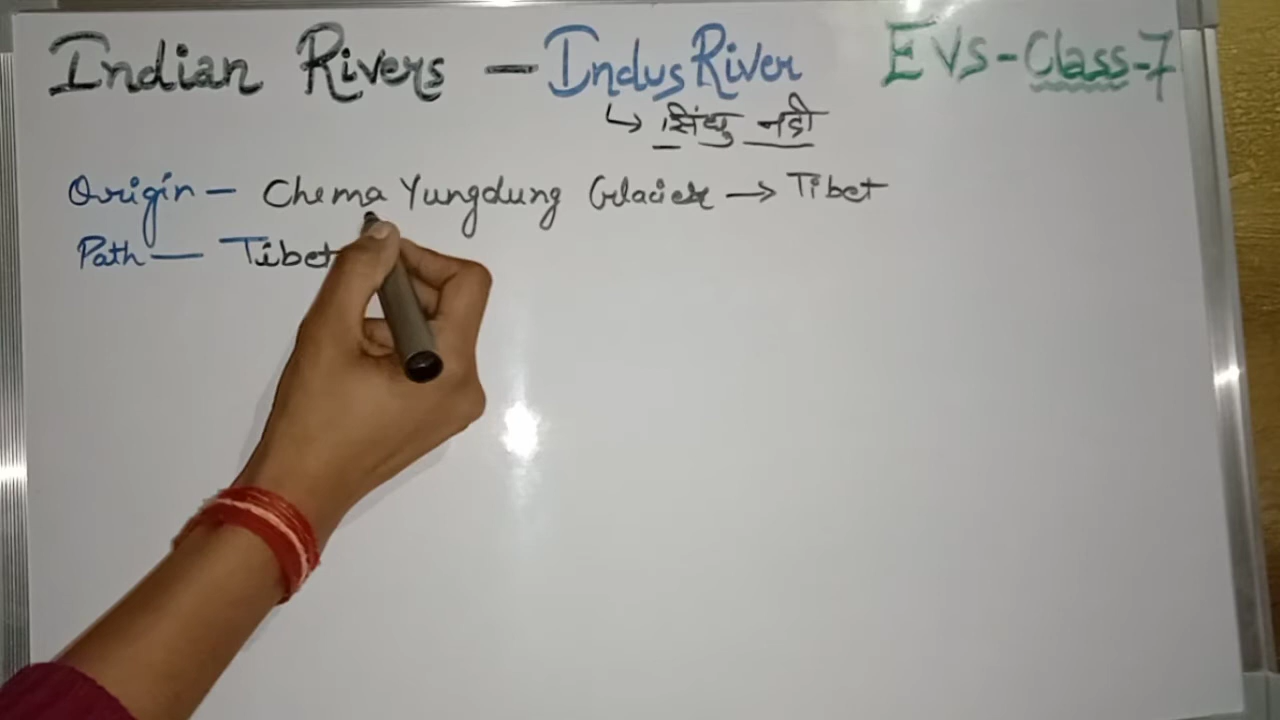 Indian Rivers - Indus River EVS-Class-7
↳ सिंधु नदी
Origin - Chema Yungdung Glacier → Tibet
Path - Tibet